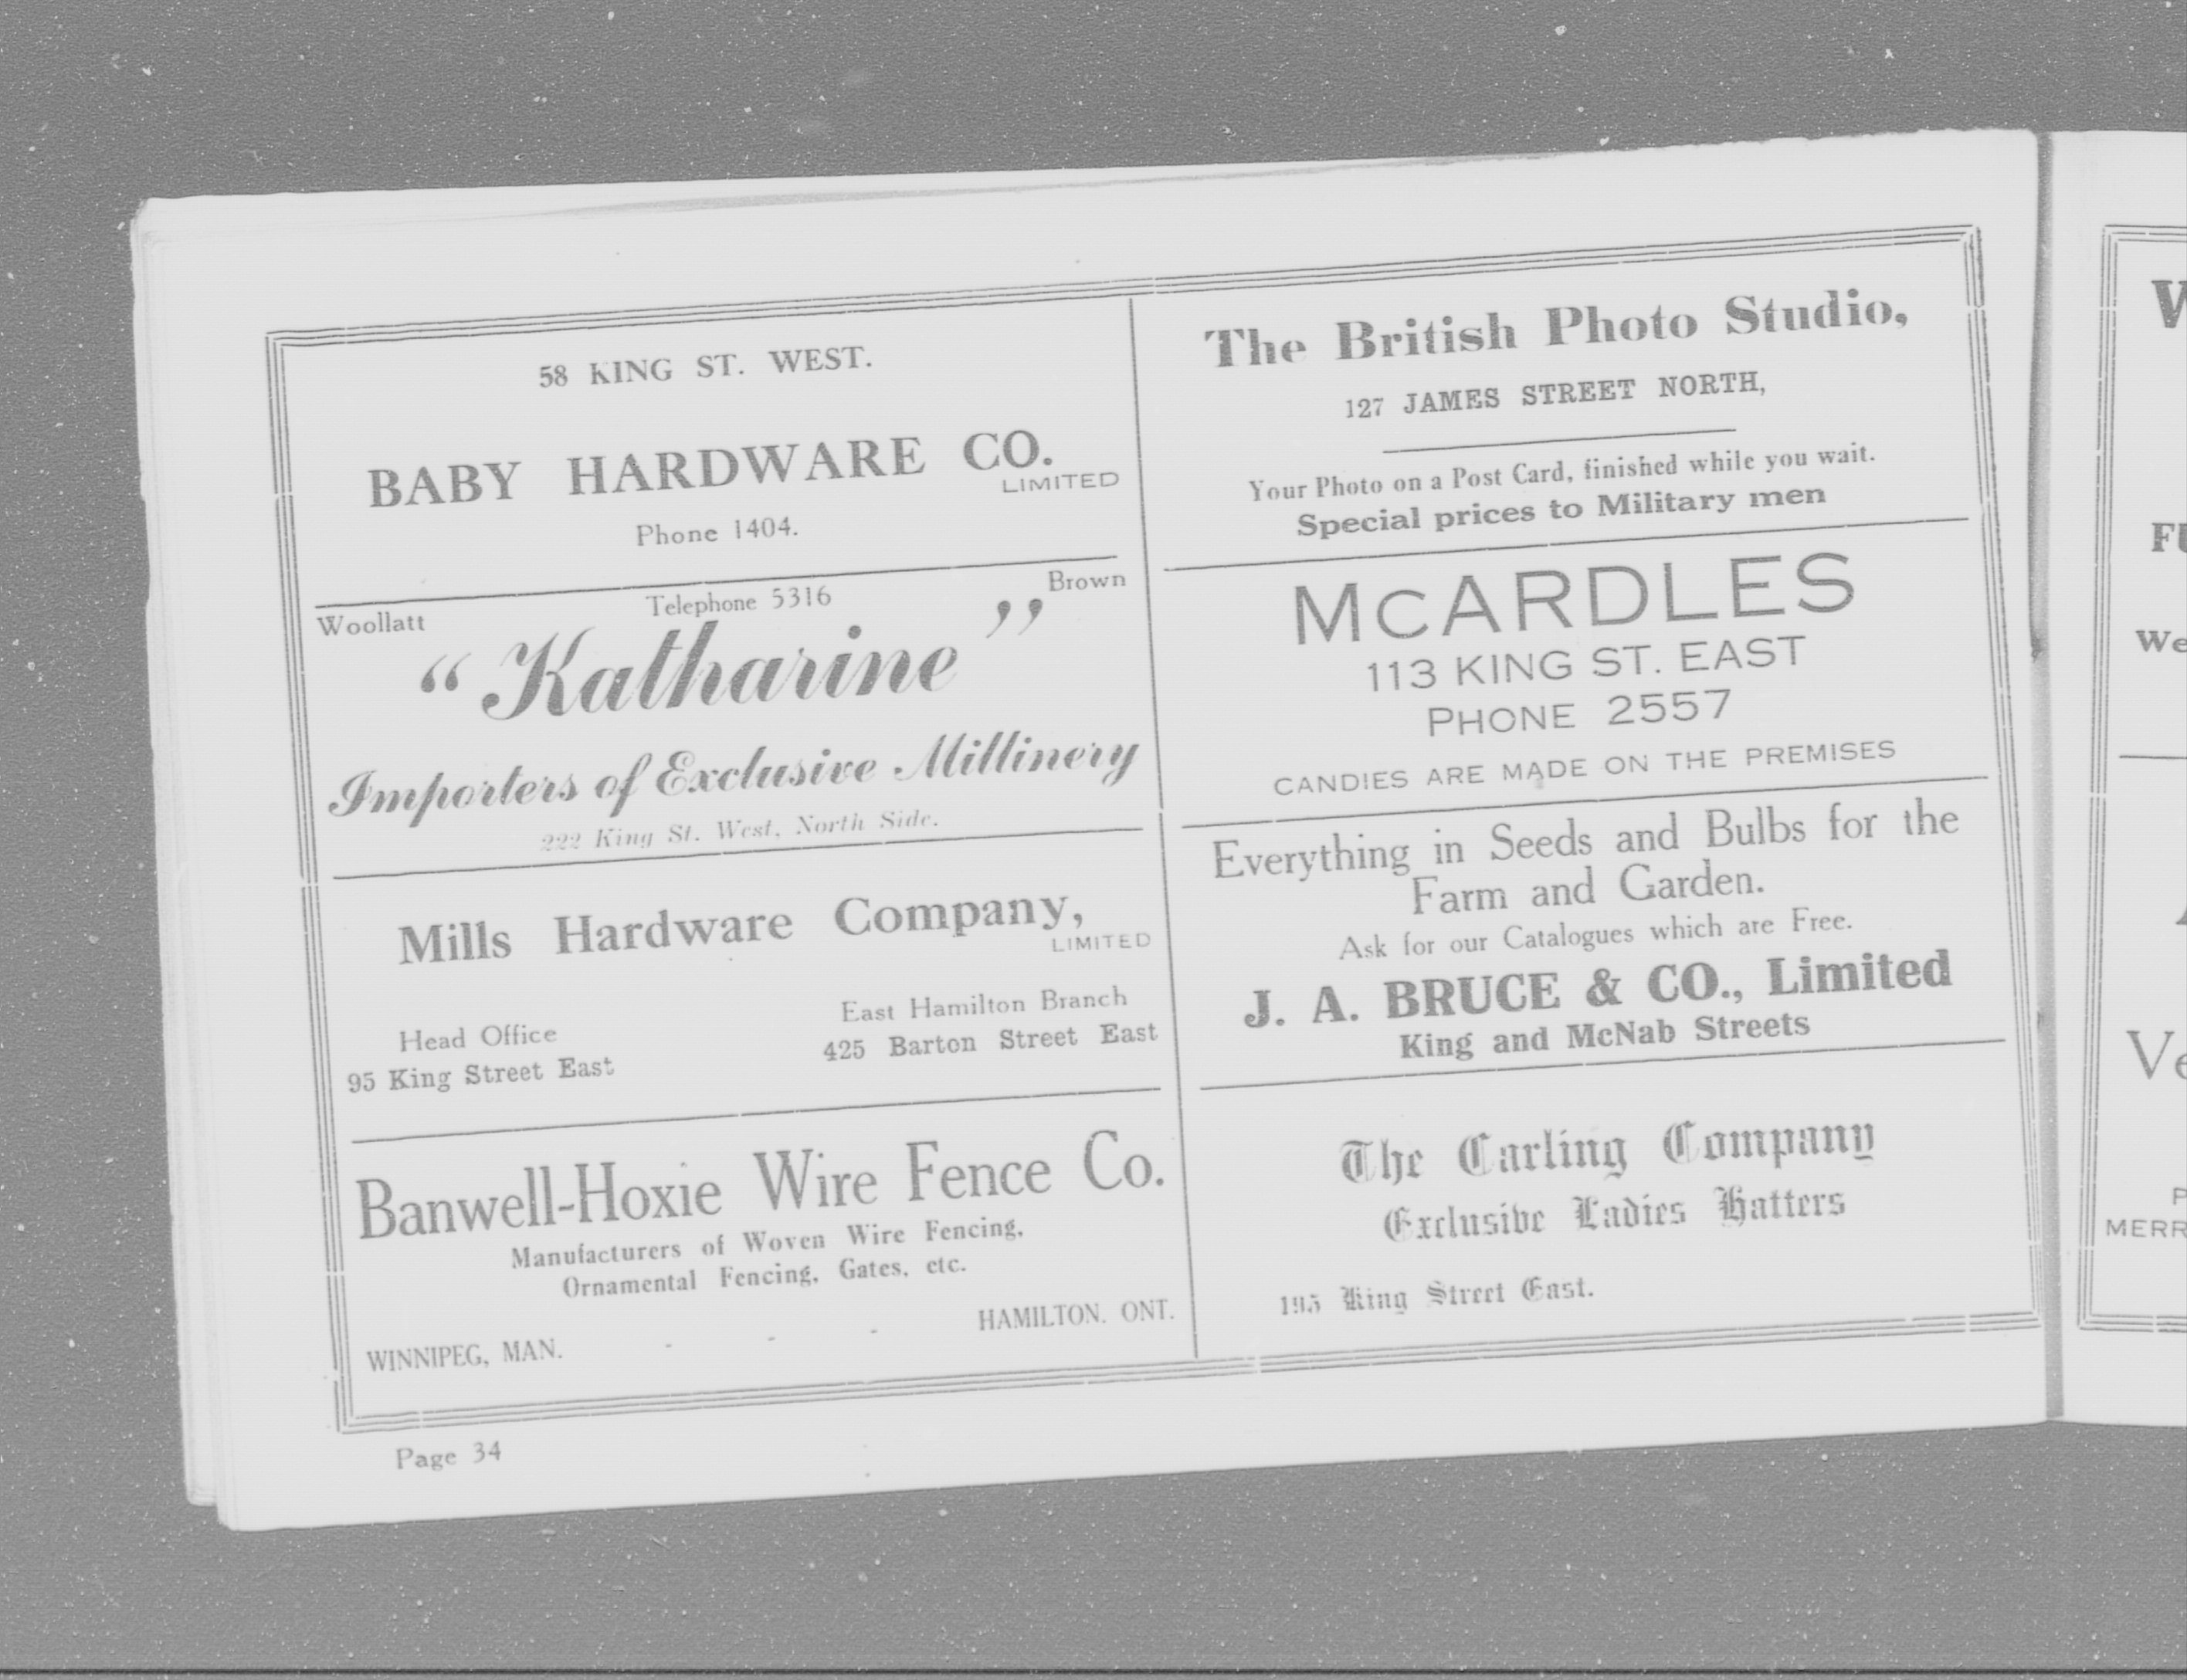 58 KING ST. WEST.
BABY HARDWARE CO.
LIMITED
Phone 1404.
Woollatt Telephone 5316 Brown
“Katharine”
Importers of Exclusive Millinery
222 King St. West, North Side.
Mills Hardware Company,
LIMITED
Head Office
95 King Street East
East Hamilton Branch
425 Barton Street East
Banwell-Hoxie Wire Fence Co.
Manufacturers of Woven Wire Fencing,
Ornamental Fencing, Gates, etc.
WINNIPEG, MAN. - - - HAMILTON. ONT.
The British Photo Studio,
127 JAMES STREET NORTH,
Your Photo on a Post Card, finished while you wait.
Special prices to Military men
McARDLES
113 KING ST. EAST
PHONE 2557
CANDIES ARE MADE ON THE PREMISES
Everything in Seeds and Bulbs for the
Farm and Garden.
Ask for our Catalogues which are Free.
J. A. BRUCE & CO., Limited
King and McNab Streets
The Carling Company
Exclusive Ladies Hatters
195 King Street East.
Page 34